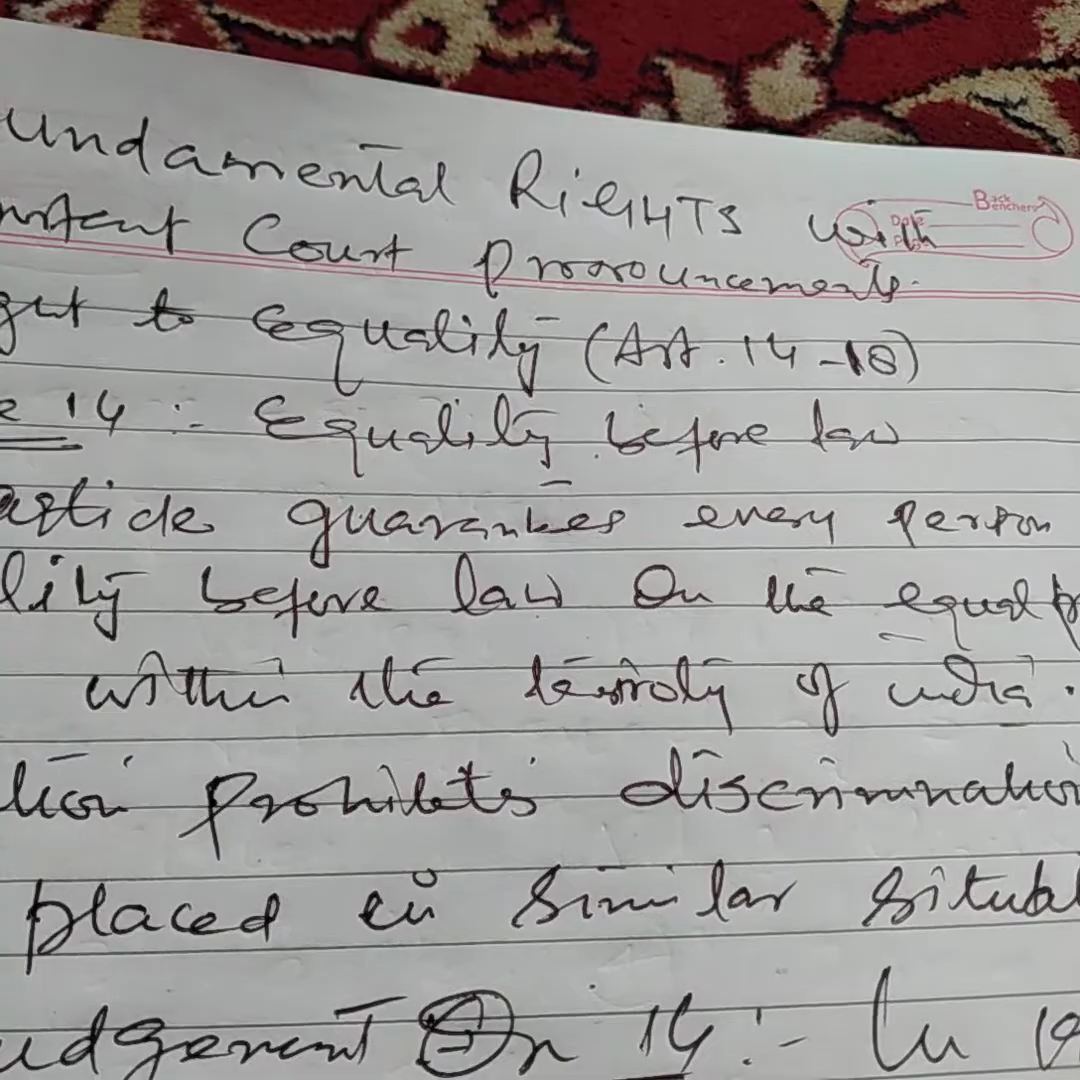 undamental RiGHTS with
Back Benchers
Date
Court Pronouncements.
to Equality (Art. 14-18)
14 :- Equality before law
article guarantees every person
lity before law On the equal
within the territory of india.
tion prohibits discrimination
placed in Similar Situat
udgement On 14 :- In 19